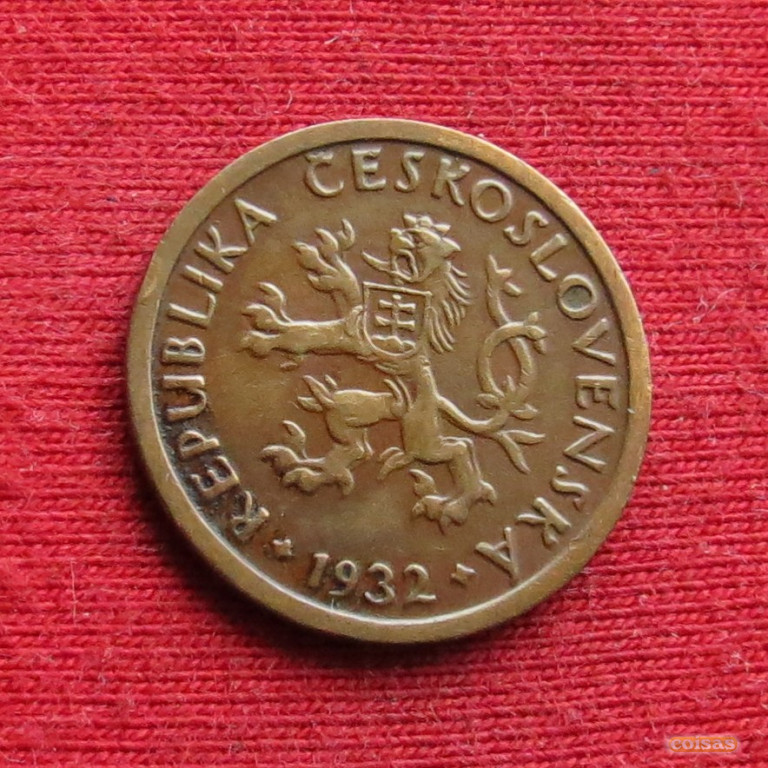 REPUBLIKA ČESKOSLOVENSKÁ
* 1932 *
coisas